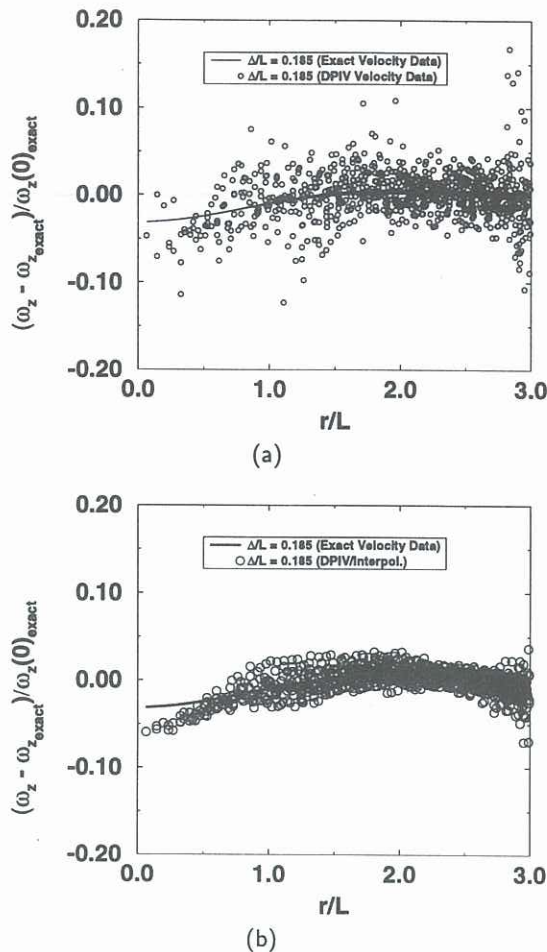 0.20
0.10
0.00
-0.10
-0.20
(ω_z - ω_z_exact)/ω_z(0)_exact
Δ/L = 0.185 (Exact Velocity Data)
Δ/L = 0.185 (DPIV Velocity Data)
0.0 1.0 2.0 3.0
r/L
(a)
0.20
0.10
0.00
-0.10
-0.20
(ω_z - ω_z_exact)/ω_z(0)_exact
Δ/L = 0.185 (Exact Velocity Data)
Δ/L = 0.185 (DPIV/Interpol.)
0.0 1.0 2.0 3.0
r/L
(b)